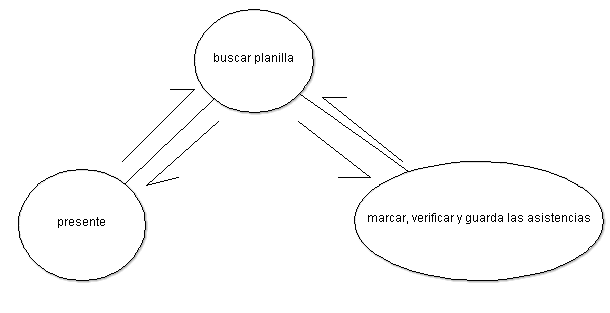 buscar planilla
presente
marcar, verificar y guarda las asistencias